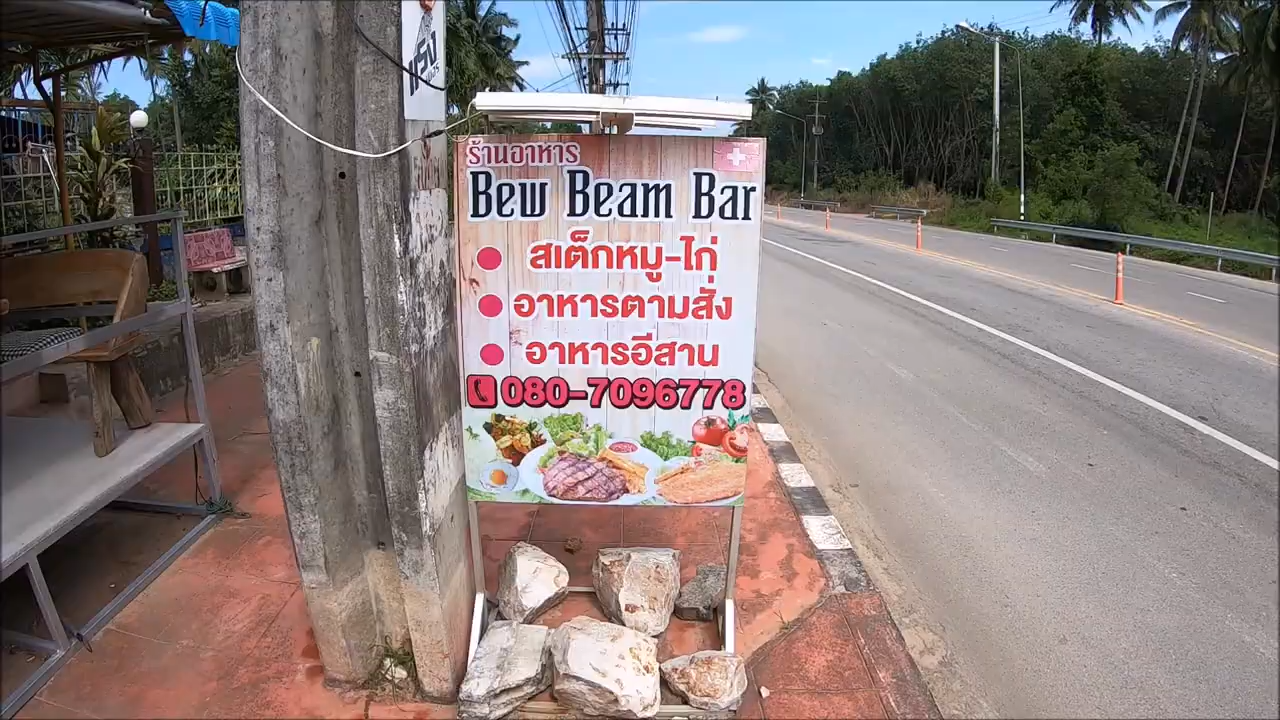 ร้านอาหาร
Bew Beam Bar
สเต็กหมู-ไก่
อาหารตามสั่ง
อาหารอีสาน
080-7096778